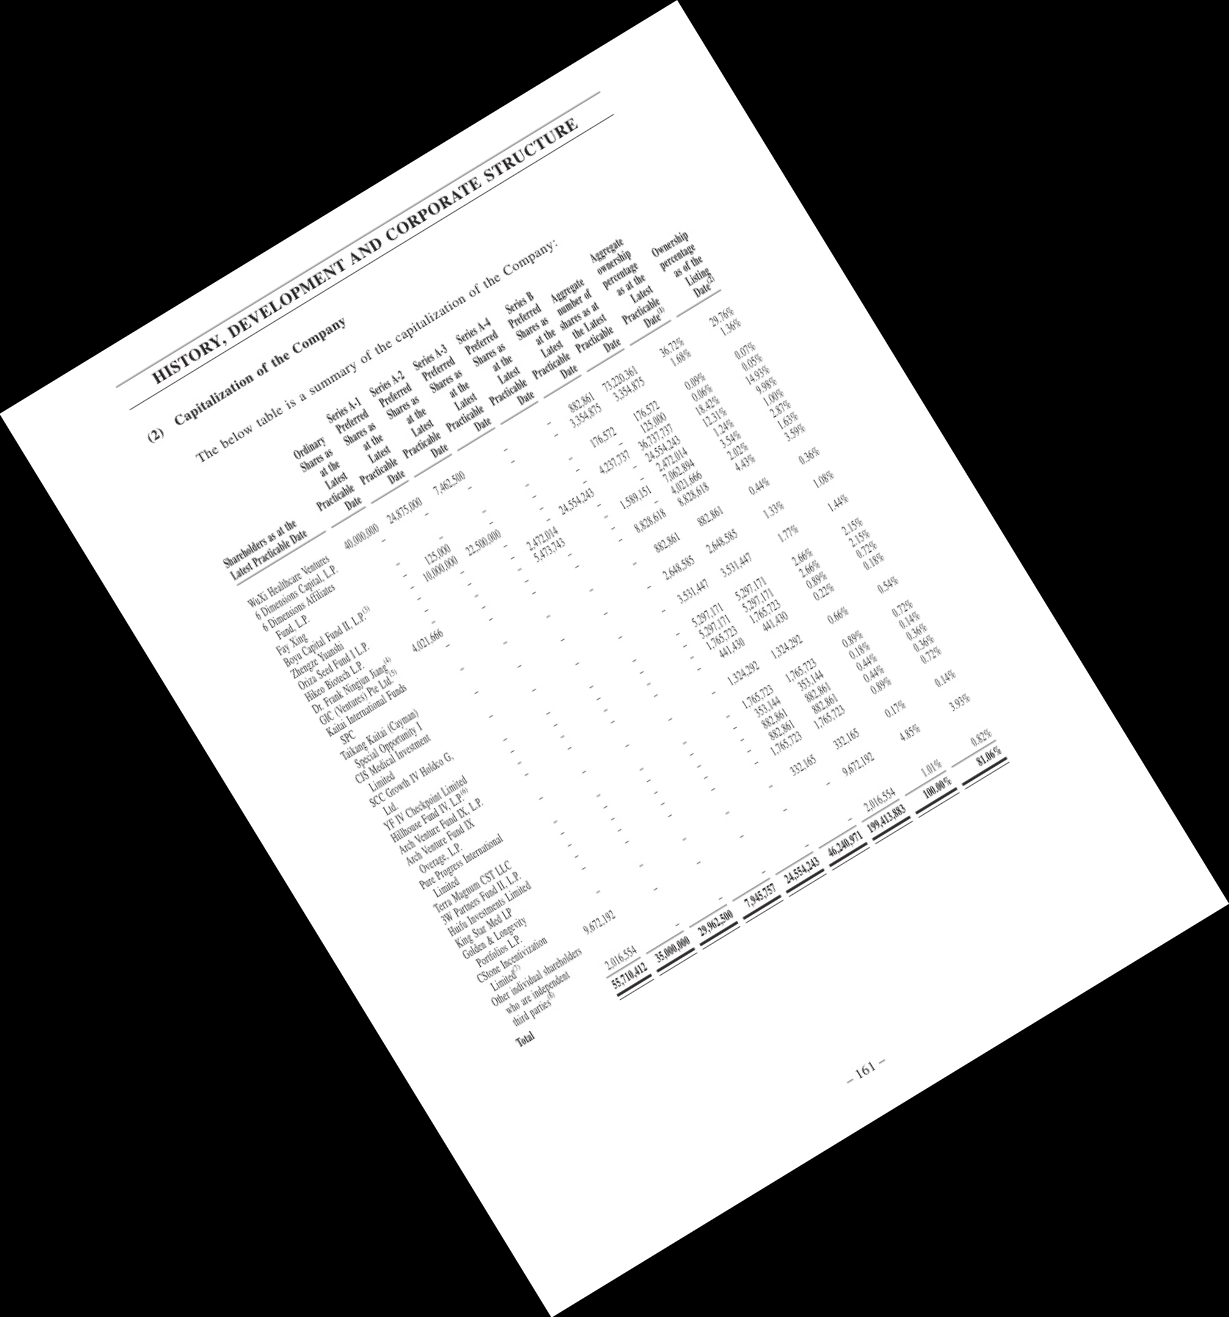 HISTORY, DEVELOPMENT AND CORPORATE STRUCTURE
(2) Capitalization of the Company
The below table is a summary of the capitalization of the Company:
Shareholders as at the
Latest Practicable Date
Ordinary
Shares as
at the
Latest
Practicable
Date
Series A-1
Preferred
Shares as
at the
Latest
Practicable
Date
Series A-2
Preferred
Shares as
at the
Latest
Practicable
Date
Series A-3
Preferred
Shares as
at the
Latest
Practicable
Date
Series A-4
Preferred
Shares as
at the
Latest
Practicable
Date
Series B
Preferred
Shares as
at the
Latest
Practicable
Date
Aggregate
number of
shares as at
the Latest
Practicable
Date
Aggregate
ownership
percentage
as at the
Latest
Practicable
Date(1)
Ownership
percentage
as of the
Listing
Date(2)
WuXi Healthcare Ventures 40,000,000 24,875,000 7,462,500 – – 882,861 73,220,361 36.72% 29.76%
6 Dimensions Capital, L.P. – – – – – 3,354,875 3,354,875 1.68% 1.36%
6 Dimensions Affiliates
Fund, L.P. – – – – – 176,572 176,572 0.09% 0.07%
Fay Xing – 125,000 – – – – 125,000 0.06% 0.05%
Boyu Capital Fund II, L.P.(3) – 10,000,000 22,500,000 – – 4,237,737 36,737,737 18.42% 14.93%
Zhengze Yuanshi – – – – 24,554,243 – 24,554,243 12.31% 9.98%
Oriza Seed Fund I L.P. – – – 2,472,014 – – 2,472,014 1.24% 1.00%
Hikeo Biotech L.P. – – – 5,473,743 – 1,589,151 7,062,894 3.54% 2.87%
Dr. Frank Ningjun Jiang(4) 4,021,666 – – – – – 4,021,666 2.02% 1.63%
GIC (Ventures) Pte Ltd.(5) – – – – – 8,828,618 8,828,618 4.43% 3.59%
Kaitai International Funds
SPC – – – – – 882,861 882,861 0.44% 0.36%
Taikang Kaitai (Cayman)
Special Opportunity I – – – – – 2,648,585 2,648,585 1.33% 1.08%
CJS Medical Investment
Limited – – – – – 3,531,447 3,531,447 1.77% 1.44%
SCC Growth IV Holdco G,
Ltd. – – – – – 5,297,171 5,297,171 2.66% 2.15%
YF IV Checkpoint Limited – – – – – 5,297,171 5,297,171 2.66% 2.15%
Hillhouse Fund IV, L.P.(6) – – – – – 1,765,723 1,765,723 0.89% 0.72%
Arch Venture Fund IX, L.P. – – – – – 441,430 441,430 0.22% 0.18%
Arch Venture Fund IX
Overage, L.P. – – – – – 1,324,292 1,324,292 0.66% 0.54%
Pure Progress International
Limited – – – – – 1,765,723 1,765,723 0.89% 0.72%
Terra Magnum CST LLC – – – – – 353,144 353,144 0.18% 0.14%
3W Partners Fund II, L.P. – – – – – 882,861 882,861 0.44% 0.36%
Huifu Investments Limited – – – – – 882,861 882,861 0.44% 0.36%
King Star Med LP – – – – – 1,765,723 1,765,723 0.89% 0.72%
Golden & Longevity
Portfolios L.P. – – – – – 332,165 332,165 0.17% 0.14%
CStone Incentivization
Limited(7) 9,672,192 – – – – – 9,672,192 4.85% 3.93%
Other individual shareholders
who are independent
third parties(8) 2,016,554 – – – – – 2,016,554 1.01% 0.82%
Total 55,710,412 35,000,000 29,962,500 7,945,757 24,554,243 46,240,971 199,413,883 100.00% 81.06%
– 161 –